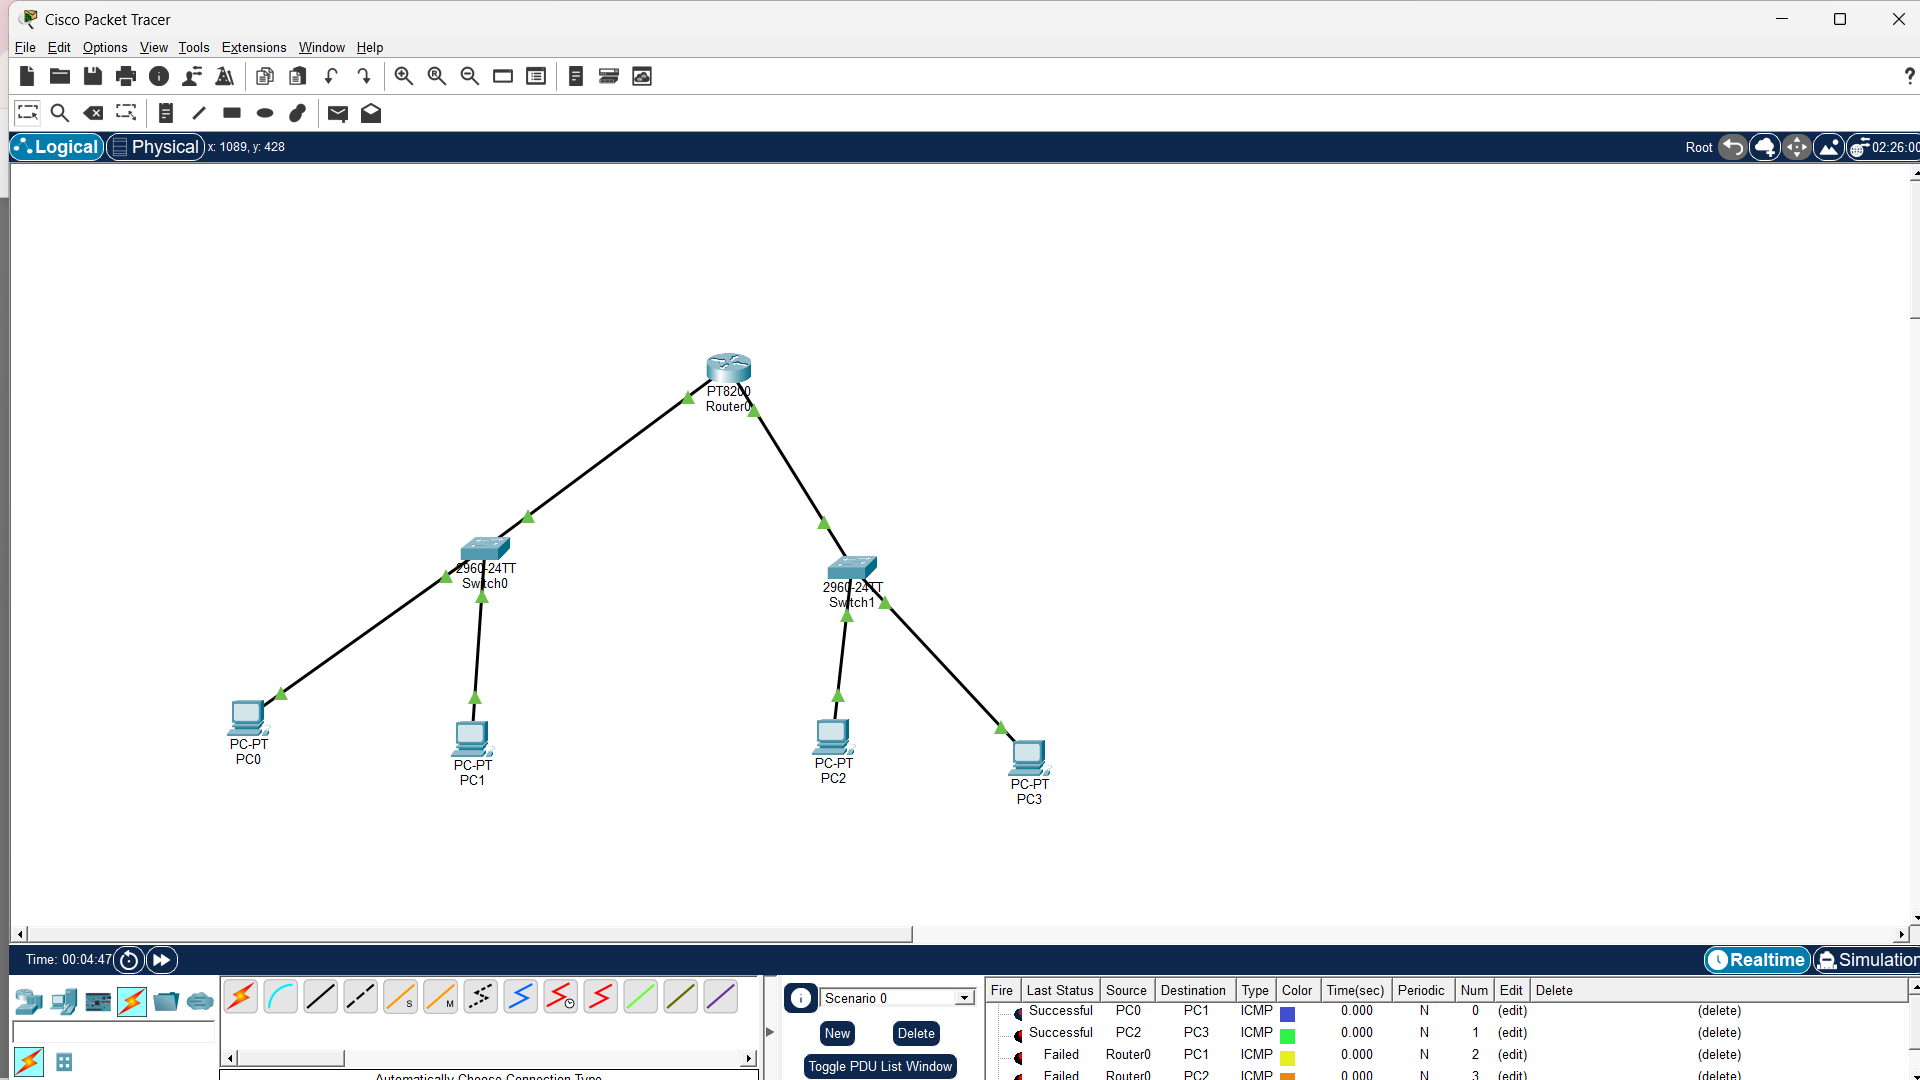 Cisco Packet Tracer
File Edit Options View Tools Extensions Window Help
?
Logical Physical x: 1089, y: 428 Root 02:26:00
PT8200
Router0
2960-24TT
Switch0
2960-24TT
Switch1
PC-PT
PC0
PC-PT
PC1
PC-PT
PC2
PC-PT
PC3
Time: 00:04:47 Realtime Simulation
S M
Scenario 0
New Delete
Toggle PDU List Window
Automatically Choose Connection Type
Fire Last Status Source Destination Type Color Time(sec) Periodic Num Edit Delete
Successful PC0 PC1 ICMP 0.000 N 0 (edit) (delete)
Successful PC2 PC3 ICMP 0.000 N 1 (edit) (delete)
Failed Router0 PC1 ICMP 0.000 N 2 (edit) (delete)
Failed Router0 PC2 ICMP 0.000 N 3 (edit) (delete)